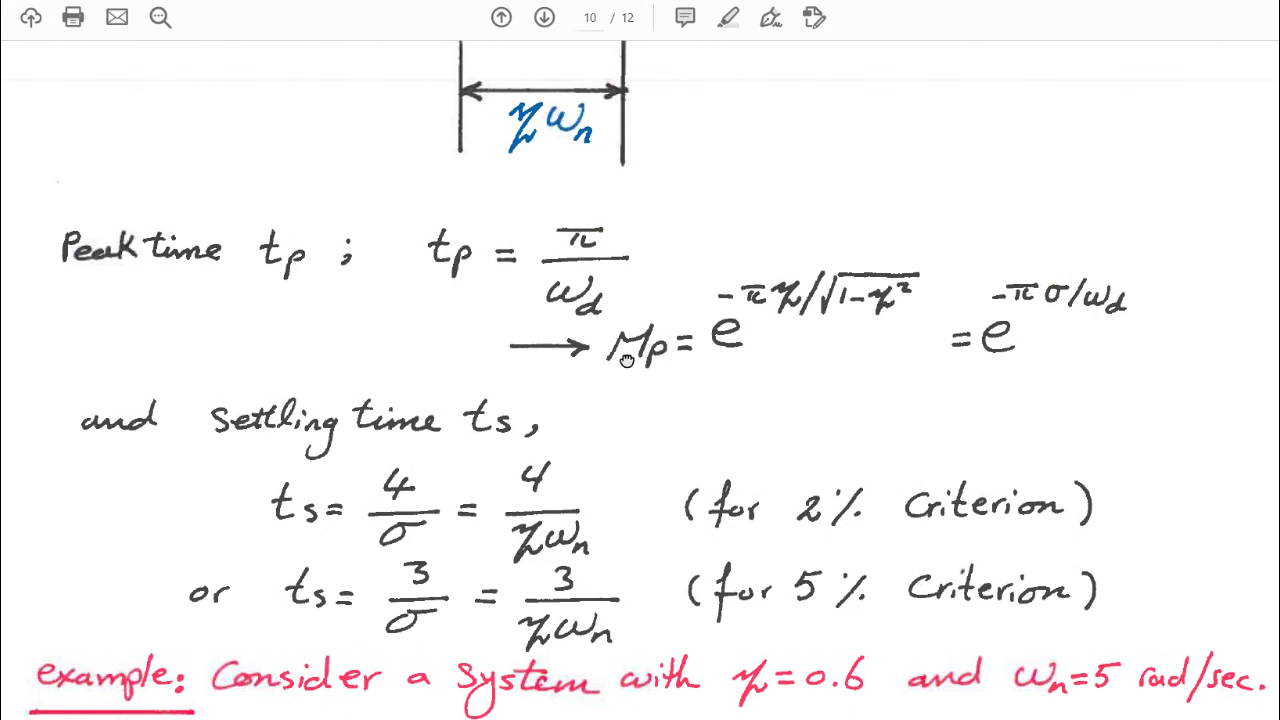 10 / 12
ζωn
Peak time tp ; tp = π/ωd
→ Mp = e^(-πζ/√(1-ζ²)) = e^(-πσ/ωd)
and settling time ts,
ts = 4/σ = 4/ζωn (for 2% criterion)
or ts = 3/σ = 3/ζωn (for 5% criterion)
example: Consider a system with ζ=0.6 and ωn=5 rad/sec.